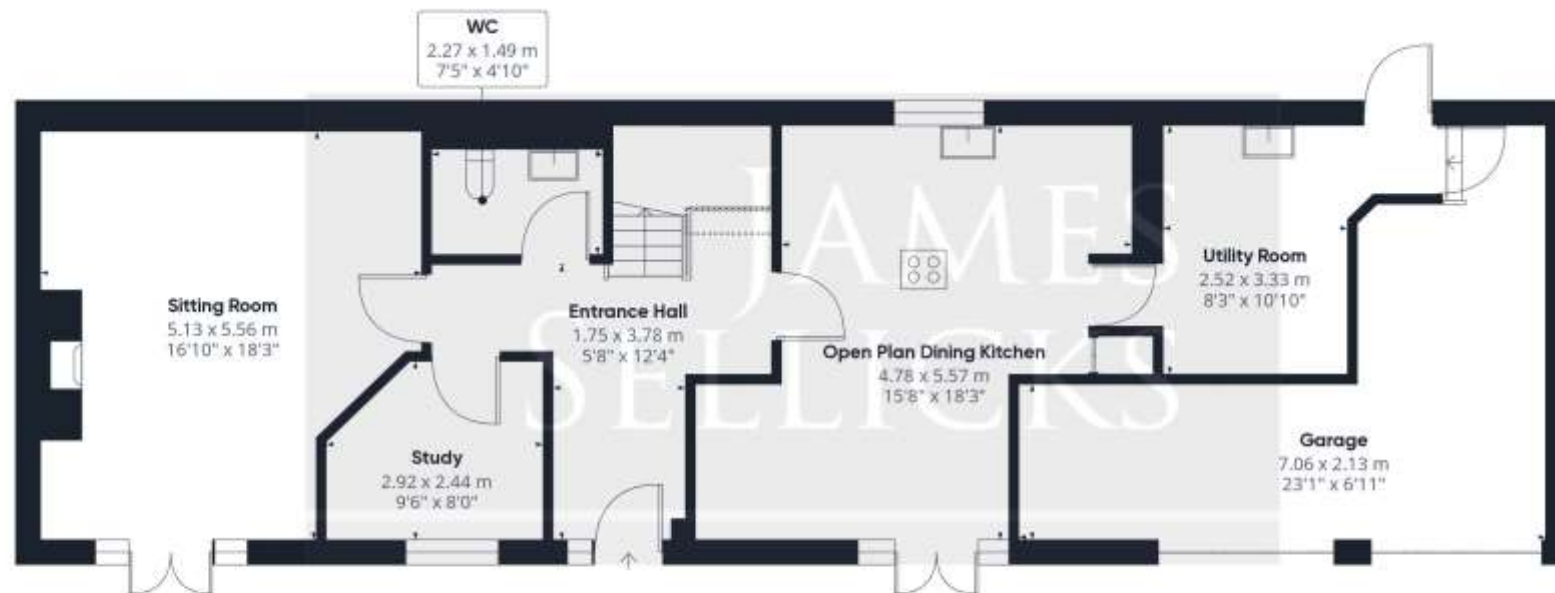 WC
2.27 x 1.49 m
7'5" x 4'10"
Sitting Room
5.13 x 5.56 m
16'10" x 18'3"
Entrance Hall
1.75 x 3.78 m
5'8" x 12'4"
Study
2.92 x 2.44 m
9'6" x 8'0"
Open Plan Dining Kitchen
4.78 x 5.57 m
15'8" x 18'3"
Utility Room
2.52 x 3.33 m
8'3" x 10'10"
Garage
7.06 x 2.13 m
23'1" x 6'11"
JAMES
SELLICKS